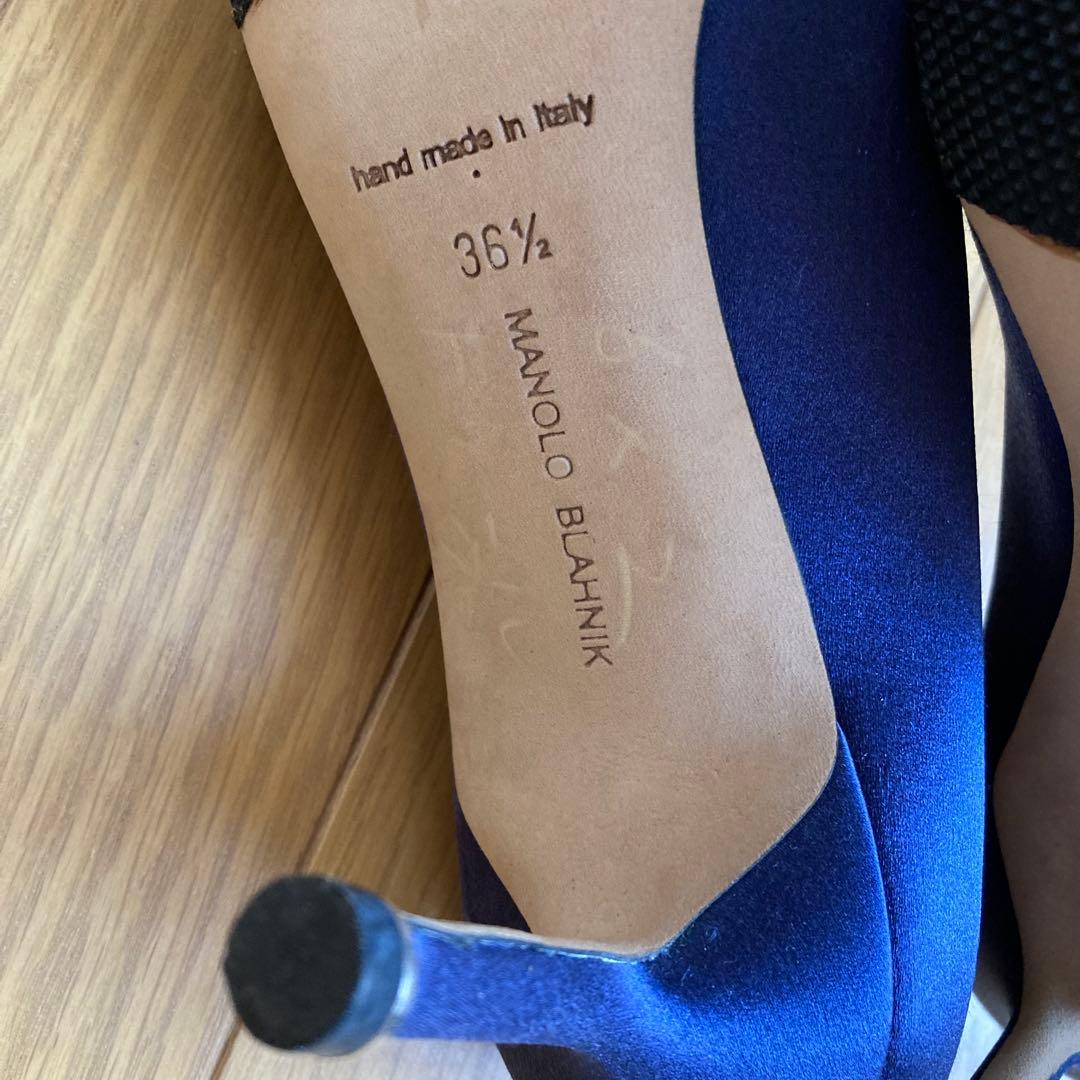 hand made in Italy
36½
MANOLO BLAHNIK